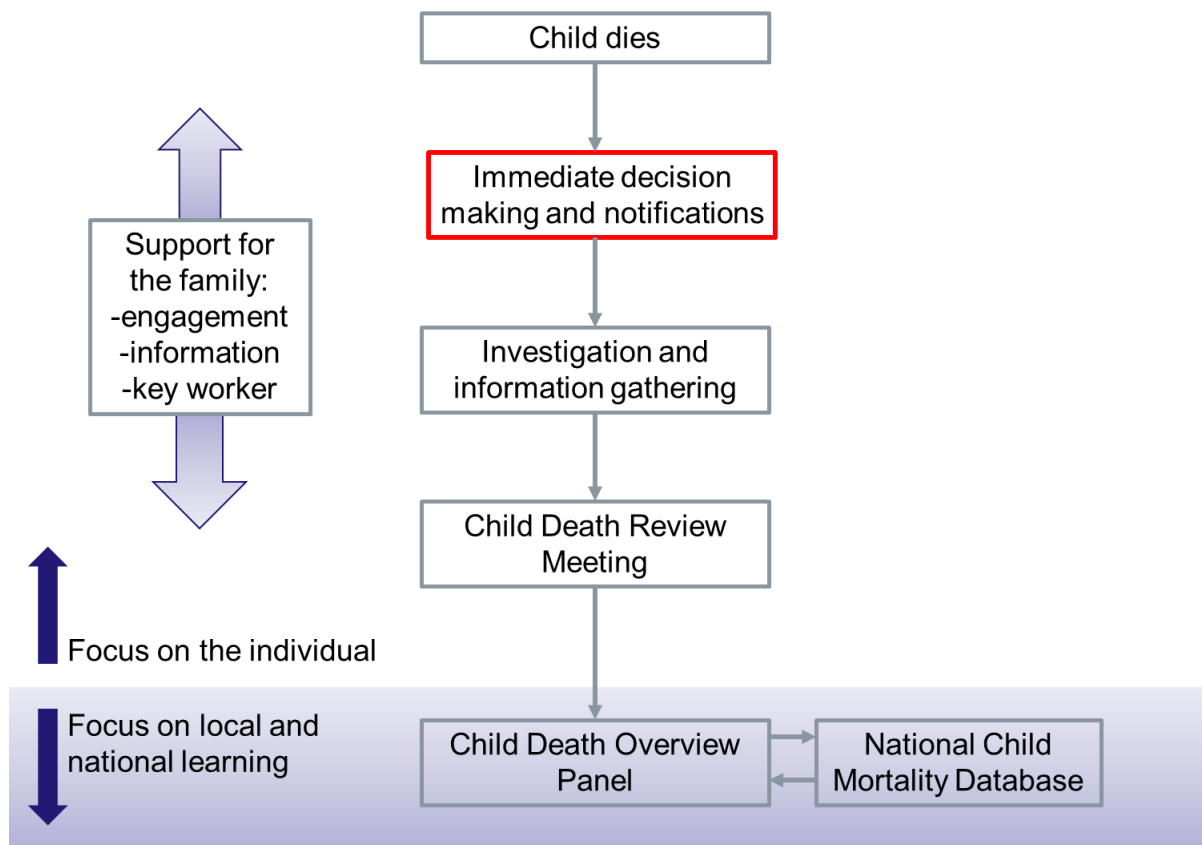 Child dies
Immediate decision
making and notifications
Support for
the family:
-engagement
-information
-key worker
Investigation and
information gathering
Child Death Review
Meeting
Focus on the individual
Focus on local and
national learning
Child Death Overview
Panel
National Child
Mortality Database